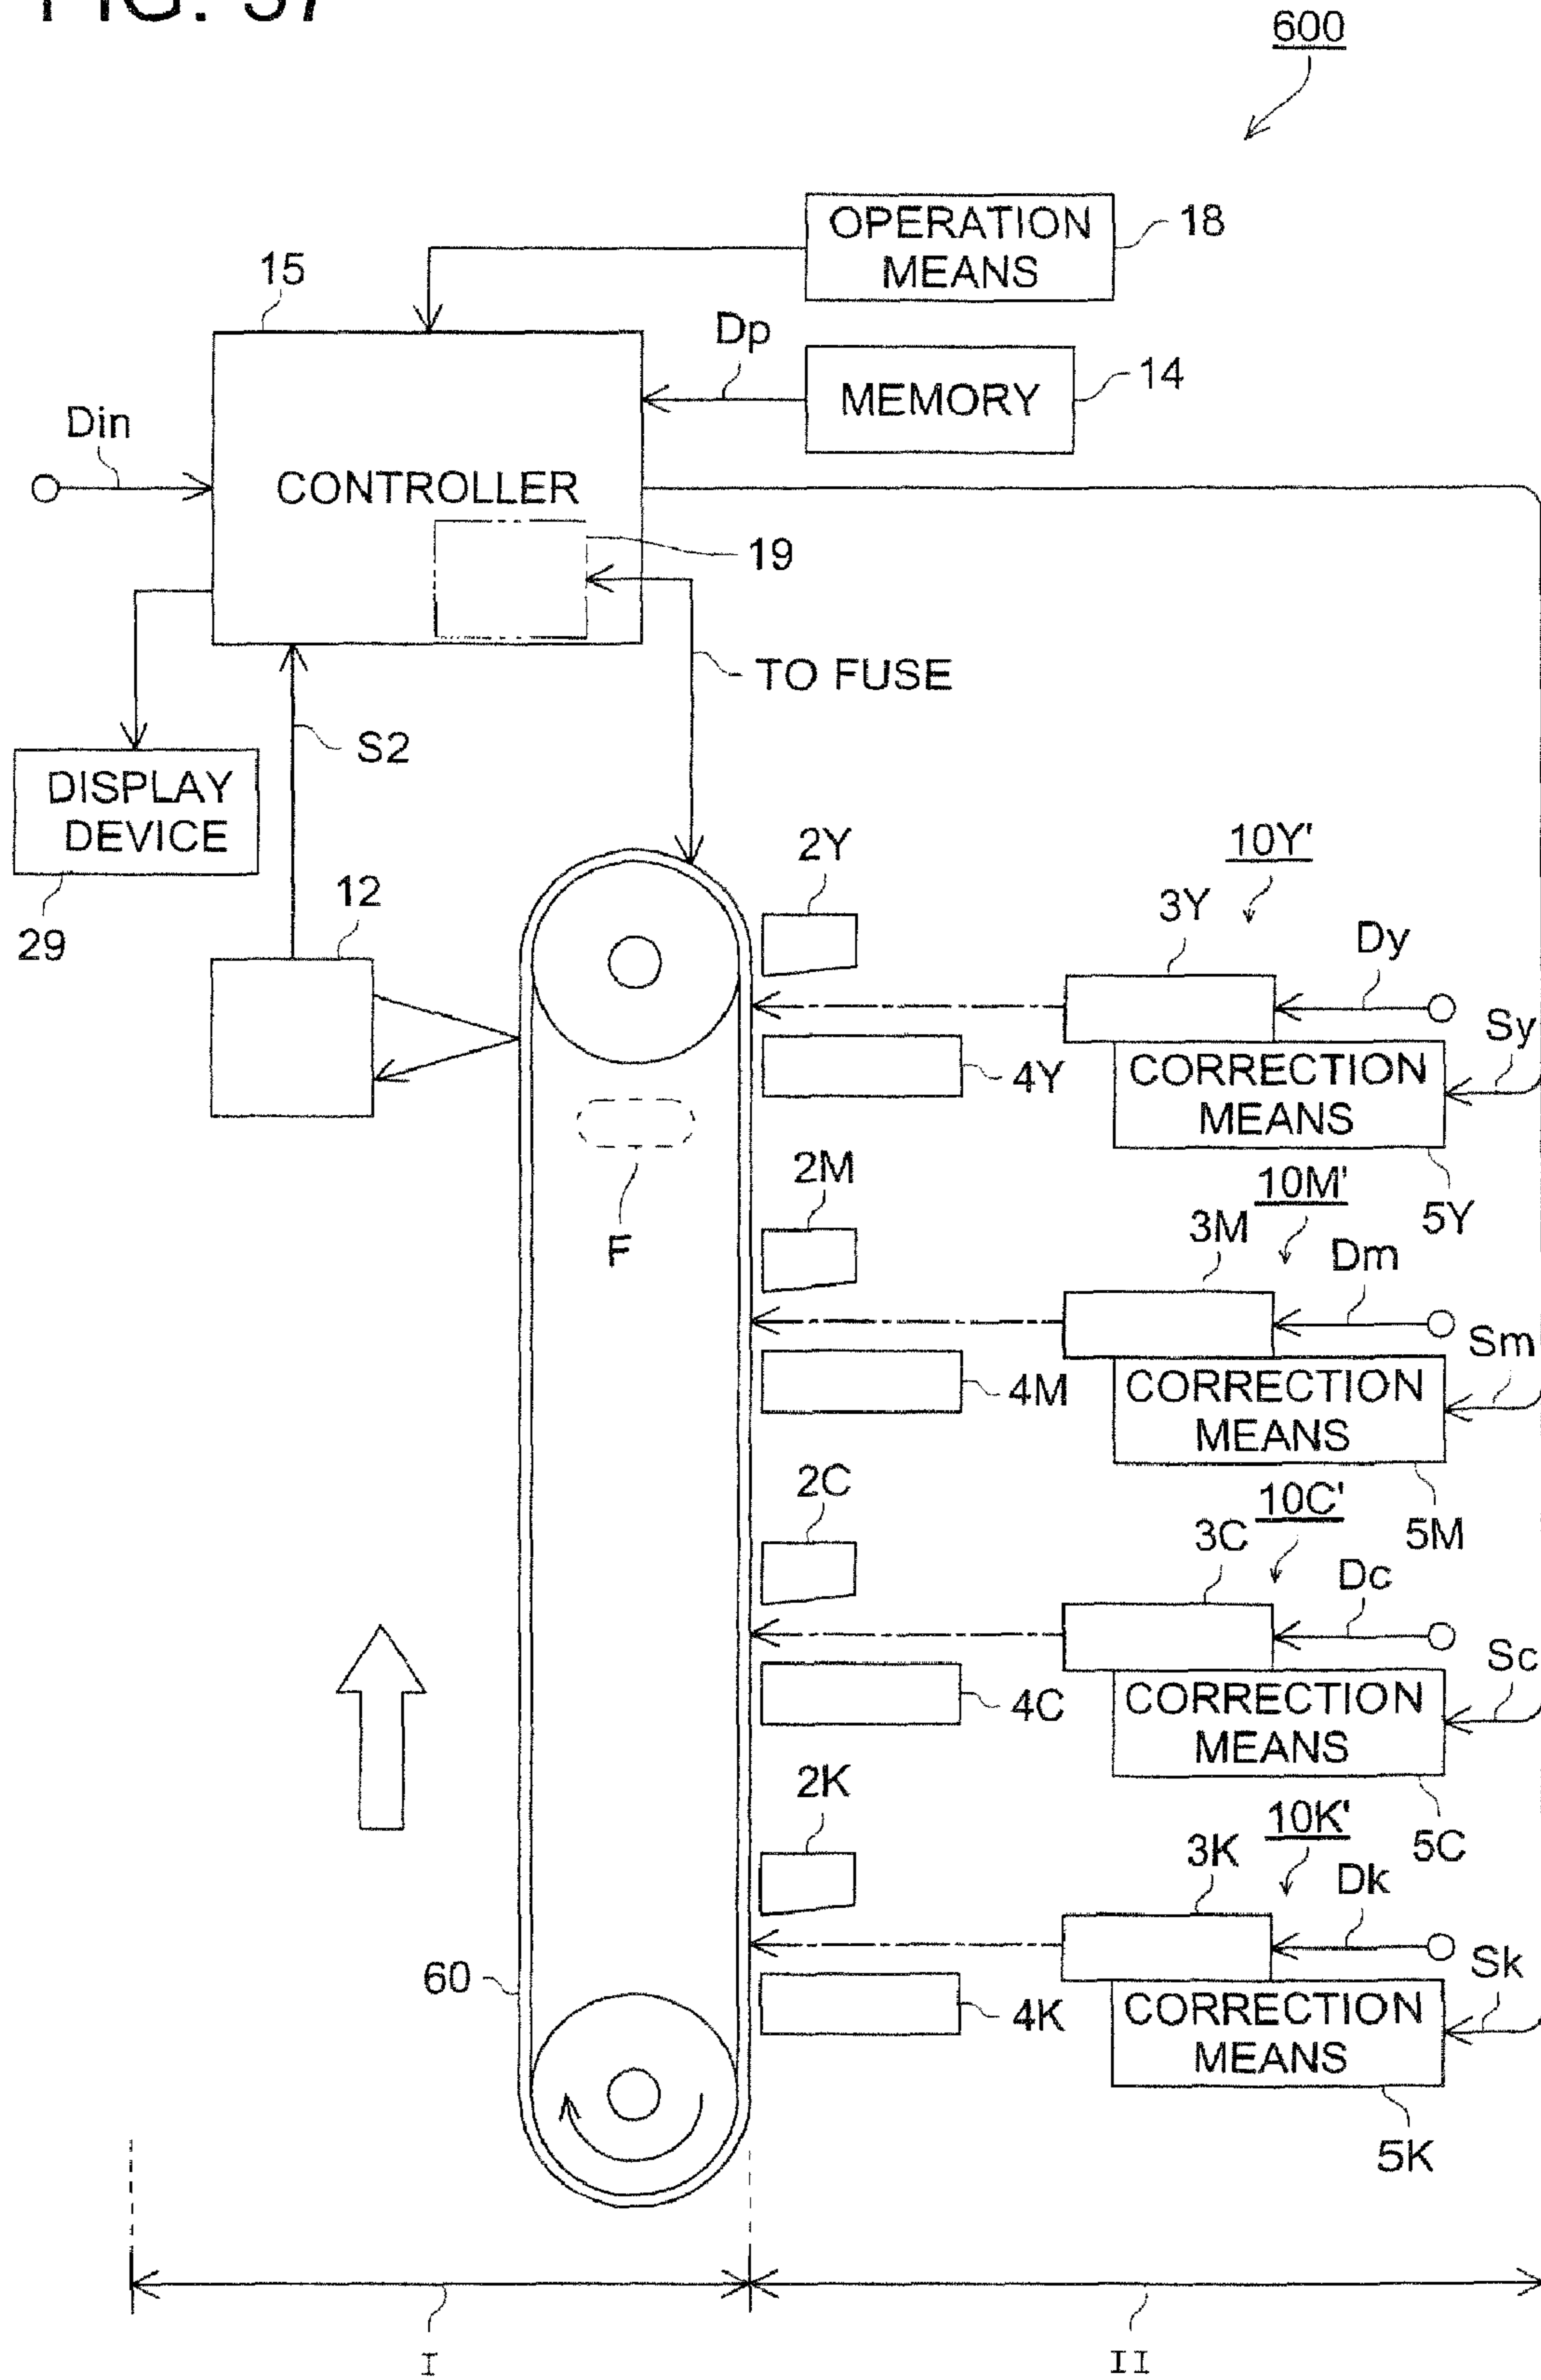 FIG. 37
600
OPERATION
MEANS
18
15
Dp
MEMORY
14
Din
CONTROLLER
19
TO FUSE
S2
DISPLAY
DEVICE
29
12
2Y
10Y'
3Y
Dy
Sy
4Y
CORRECTION
MEANS
5Y
F
2M
10M'
3M
Dm
Sm
4M
CORRECTION
MEANS
5M
2C
10C'
3C
Dc
Sc
4C
CORRECTION
MEANS
5C
2K
10K'
3K
Dk
Sk
60
4K
CORRECTION
MEANS
5K
I
II